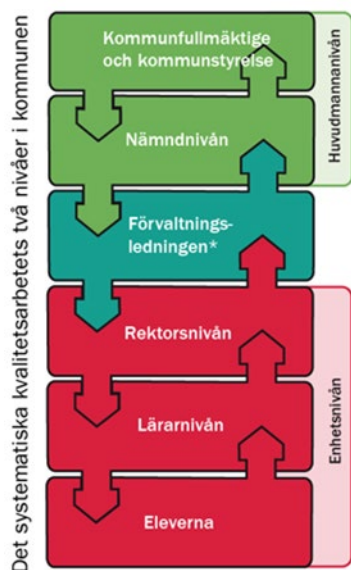 Det systematiska kvalitetsarbetets två nivåer i kommunen
Kommunfullmäktige
och kommunstyrelse
Nämndnivån
Huvudmannanivån
Förvaltnings-
ledningen*
Rektorsnivån
Lärarnivån
Eleverna
Enhetsnivån